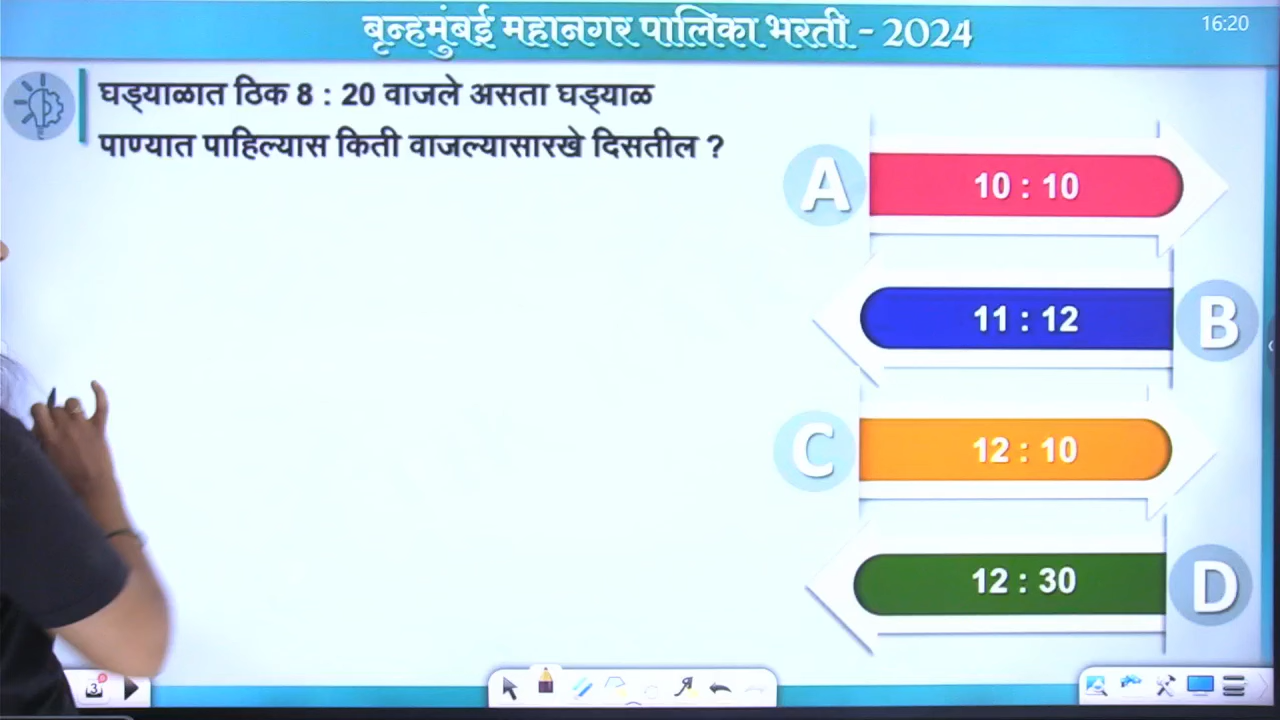 बृन्हमुंबई महानगर पालिका भरती - 2024
16:20
घड्याळात ठिक 8 : 20 वाजले असता घड्याळ
पाण्यात पाहिल्यास किती वाजल्यासारखे दिसतील ?
A
10 : 10
11 : 12
B
C
12 : 10
12 : 30
D
3